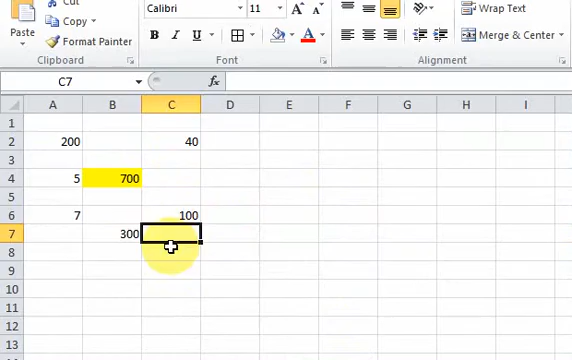 Cut
Copy
Paste
Format Painter
Clipboard
Calibri 11 A A
B I U A
Font
Wrap Text
Merge & Center
Alignment
C7 fx
A B C D E F G H I
1
2 200 40
3
4 5 700
5
6 7 100
7 300
8
9
10
11
12
13